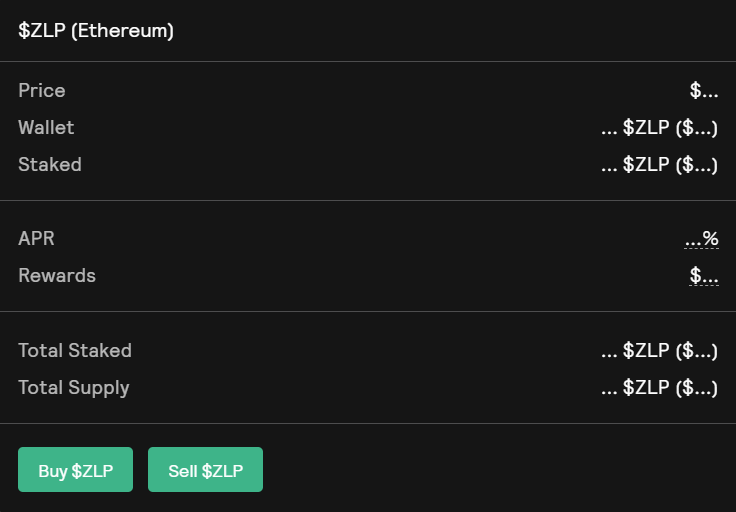 $ZLP (Ethereum)
Price $...
Wallet ... $ZLP ($...)
Staked ... $ZLP ($...)
APR ...%
Rewards $...
Total Staked ... $ZLP ($...)
Total Supply ... $ZLP ($...)
Buy $ZLP Sell $ZLP